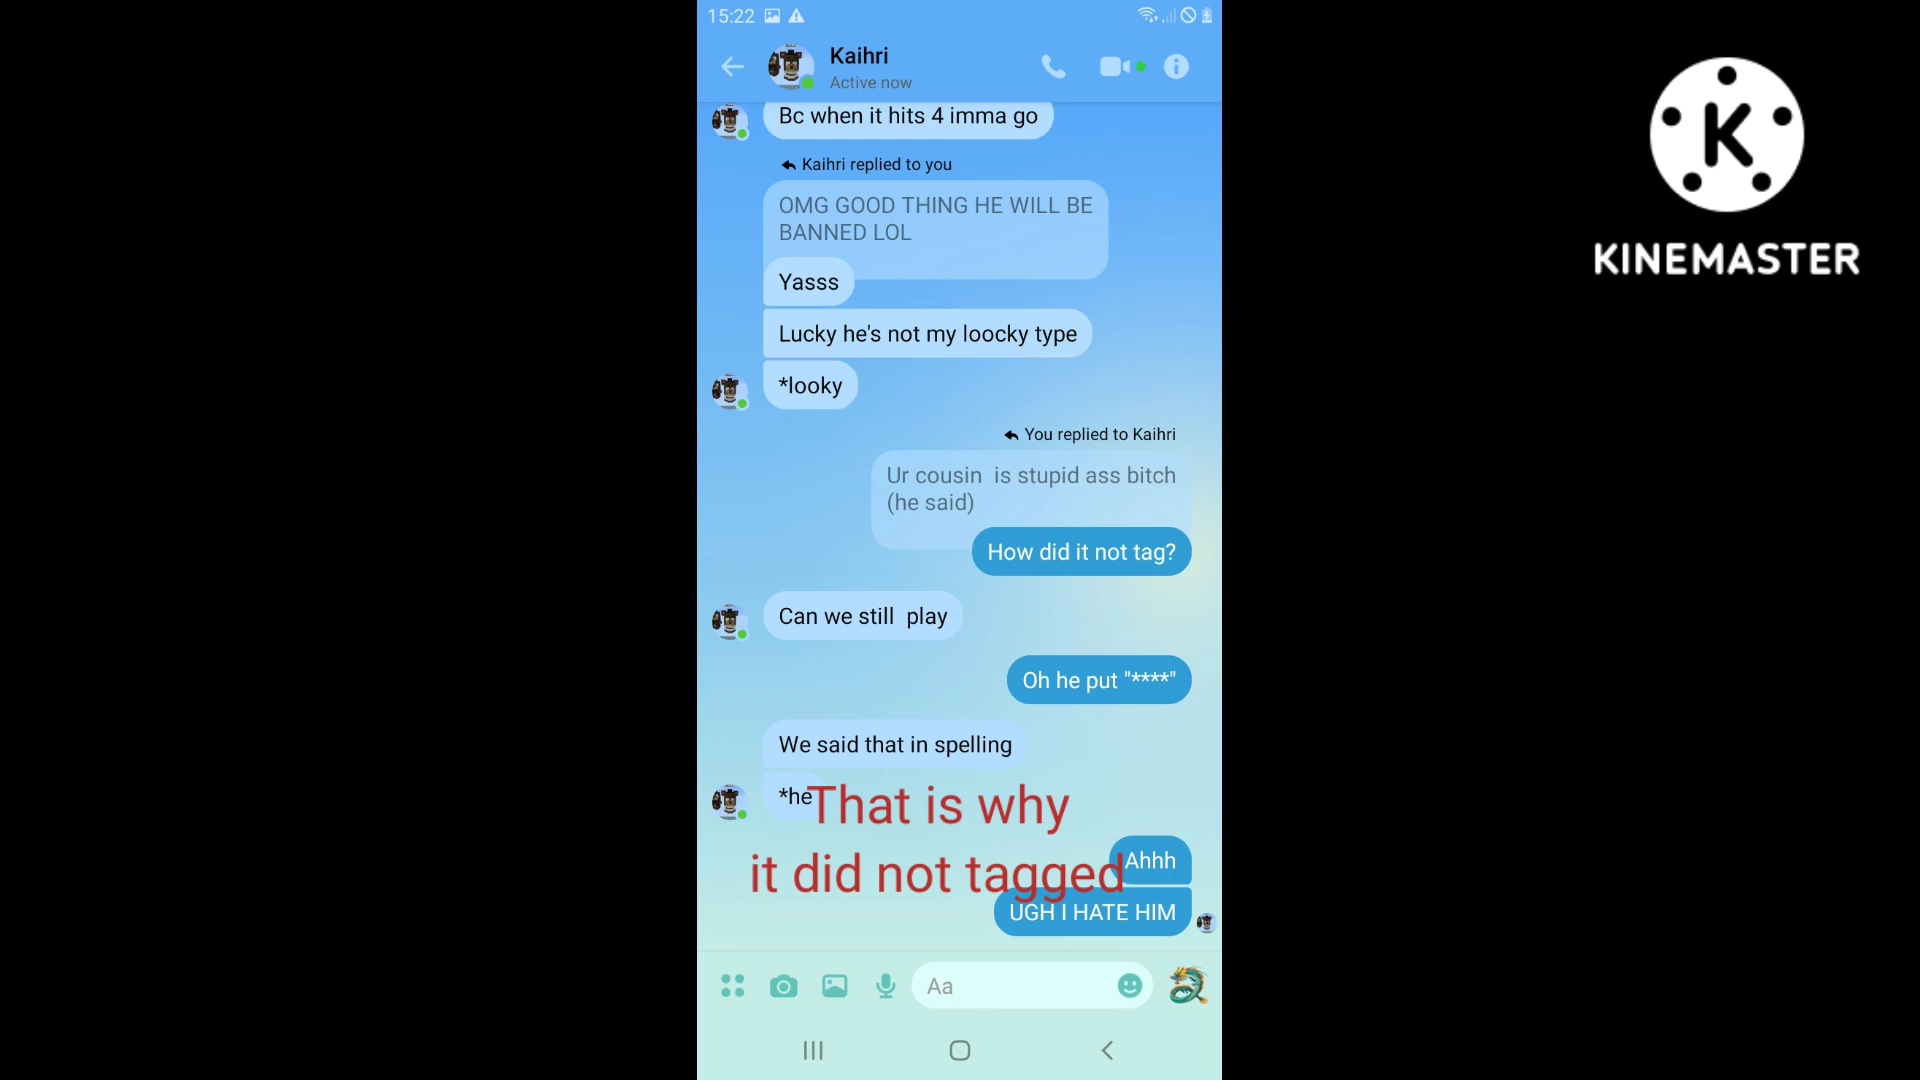 15:22
Kaihri
Active now
Bc when it hits 4 imma go
Kaihri replied to you
OMG GOOD THING HE WILL BE
BANNED LOL
Yasss
Lucky he's not my loocky type
*looky
You replied to Kaihri
Ur cousin  is stupid ass bitch
(he said)
How did it not tag?
Can we still  play
Oh he put "****"
We said that in spelling
*he
That is why
it did not tagged
Ahhh
UGH I HATE HIM
Aa
K
KINEMASTER